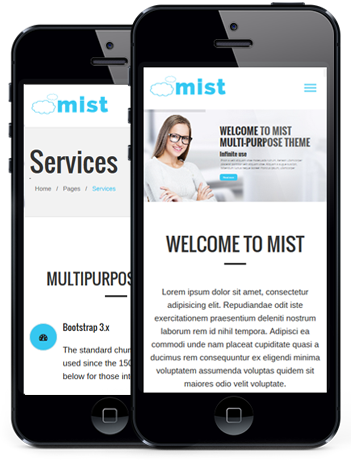 mist
Services
Home / Pages / Services
MULTIPURPOS
Bootstrap 3.x
The standard chun
used since the 150
below for those int
mist
WELCOME TO MIST
MULTI-PURPOSE THEME
Infinite use
WELCOME TO MIST
Lorem ipsum dolor sit amet, consectetur
adipisicing elit. Repudiandae odit iste
exercitationem praesentium deleniti nostrum
laborum rem id nihil tempora. Adipisci ea
commodi unde nam placeat cupiditate quasi a
ducimus rem consequuntur ex eligendi minima
voluptatem assumenda voluptas quidem sit
maiores odio velit voluptate.